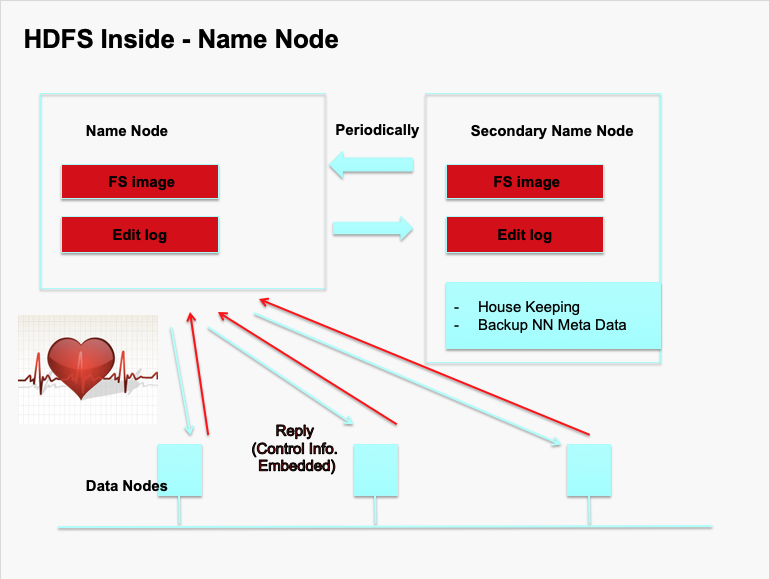 HDFS Inside - Name Node
Name Node
Periodically
Secondary Name Node
FS image
FS image
Edit log
Edit log
- House Keeping
- Backup NN Meta Data
Reply
(Control Info.
Embedded)
Data Nodes